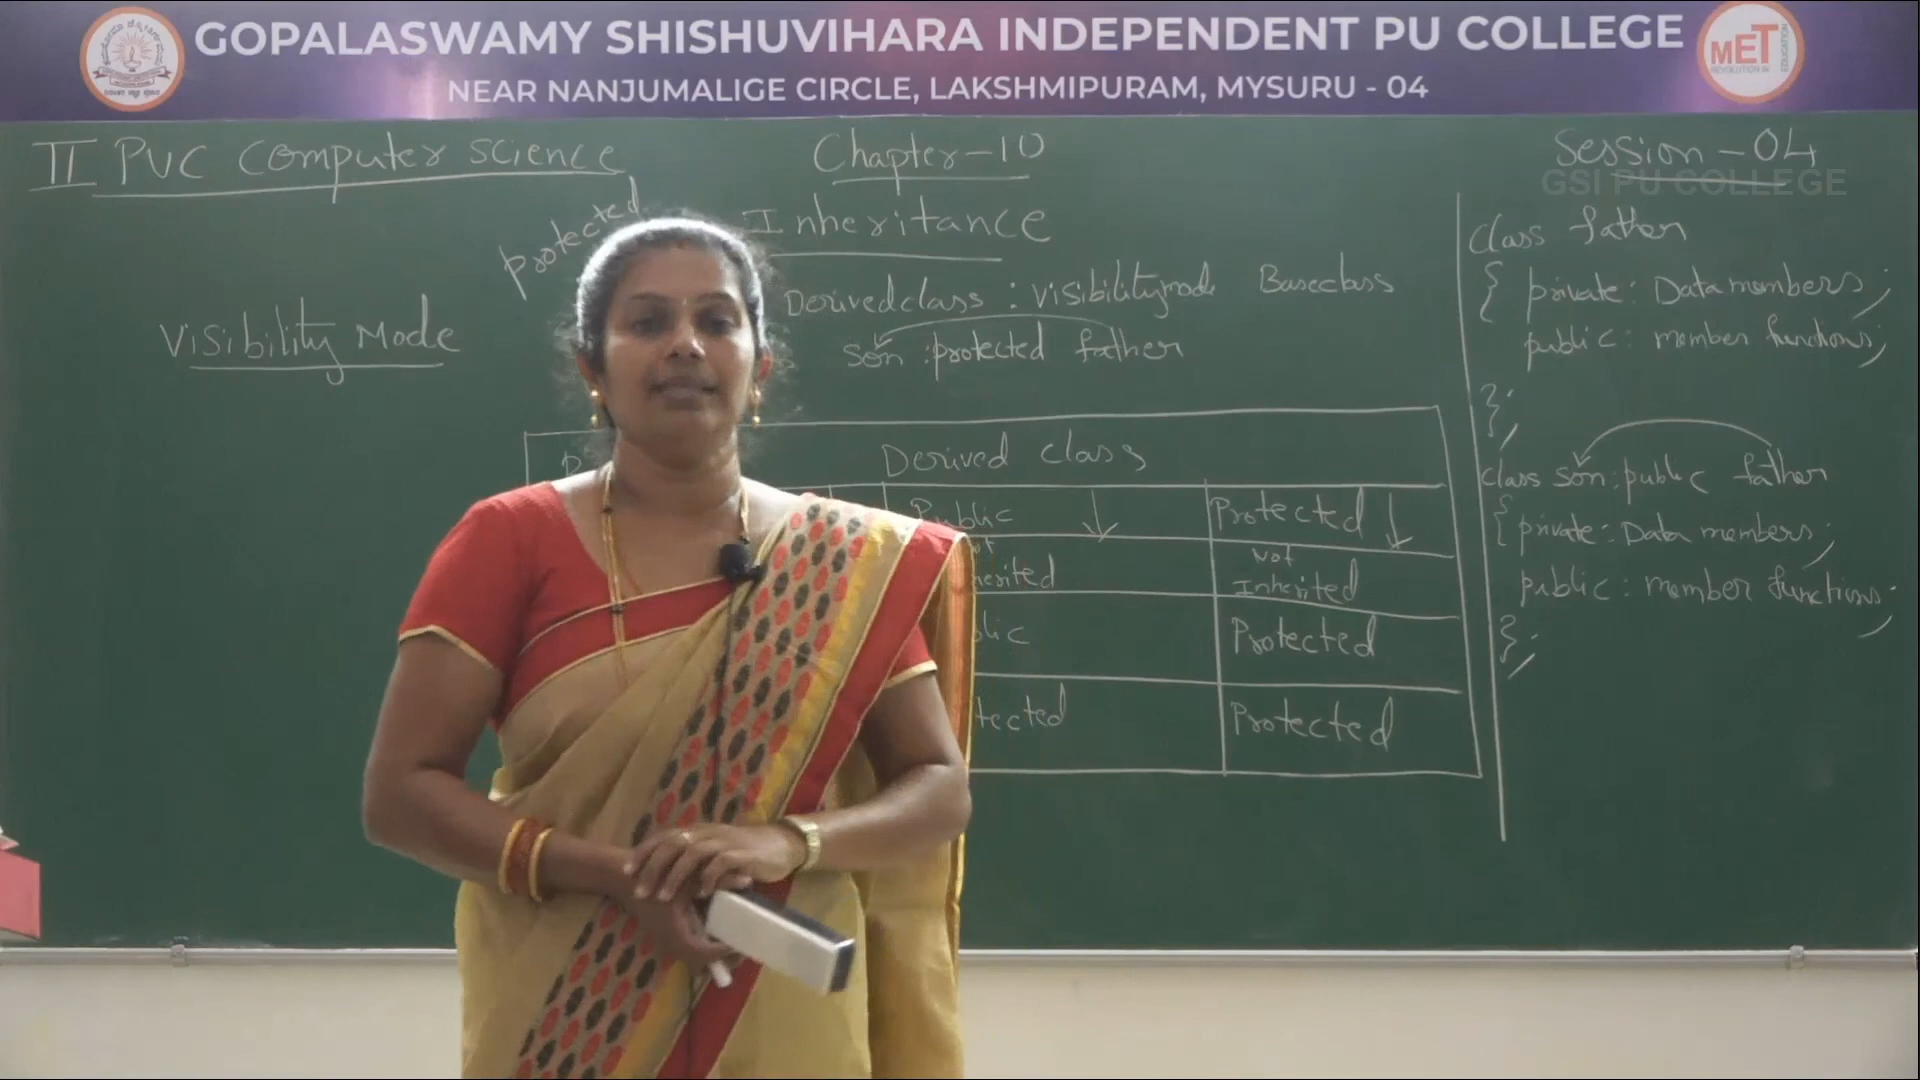 GOPALASWAMY SHISHUVIHARA INDEPENDENT PU COLLEGE
NEAR NANJUMALIGE CIRCLE, LAKSHMIPURAM, MYSURU - 04
MET
II PUC Computer Science
Chapter-10
Session-04
GSI PU COLLEGE
Inheritance
protected
Visibility Mode
Derivedclass : visibilitymode Baseclass
son :protected father
Derived class
Public
Protected
Not
Inherited
Protected
Protected
class father
{ private: Datamembers;
public: member functions;
};
class son:public father
{ private: Data members;
public: member functions;
};